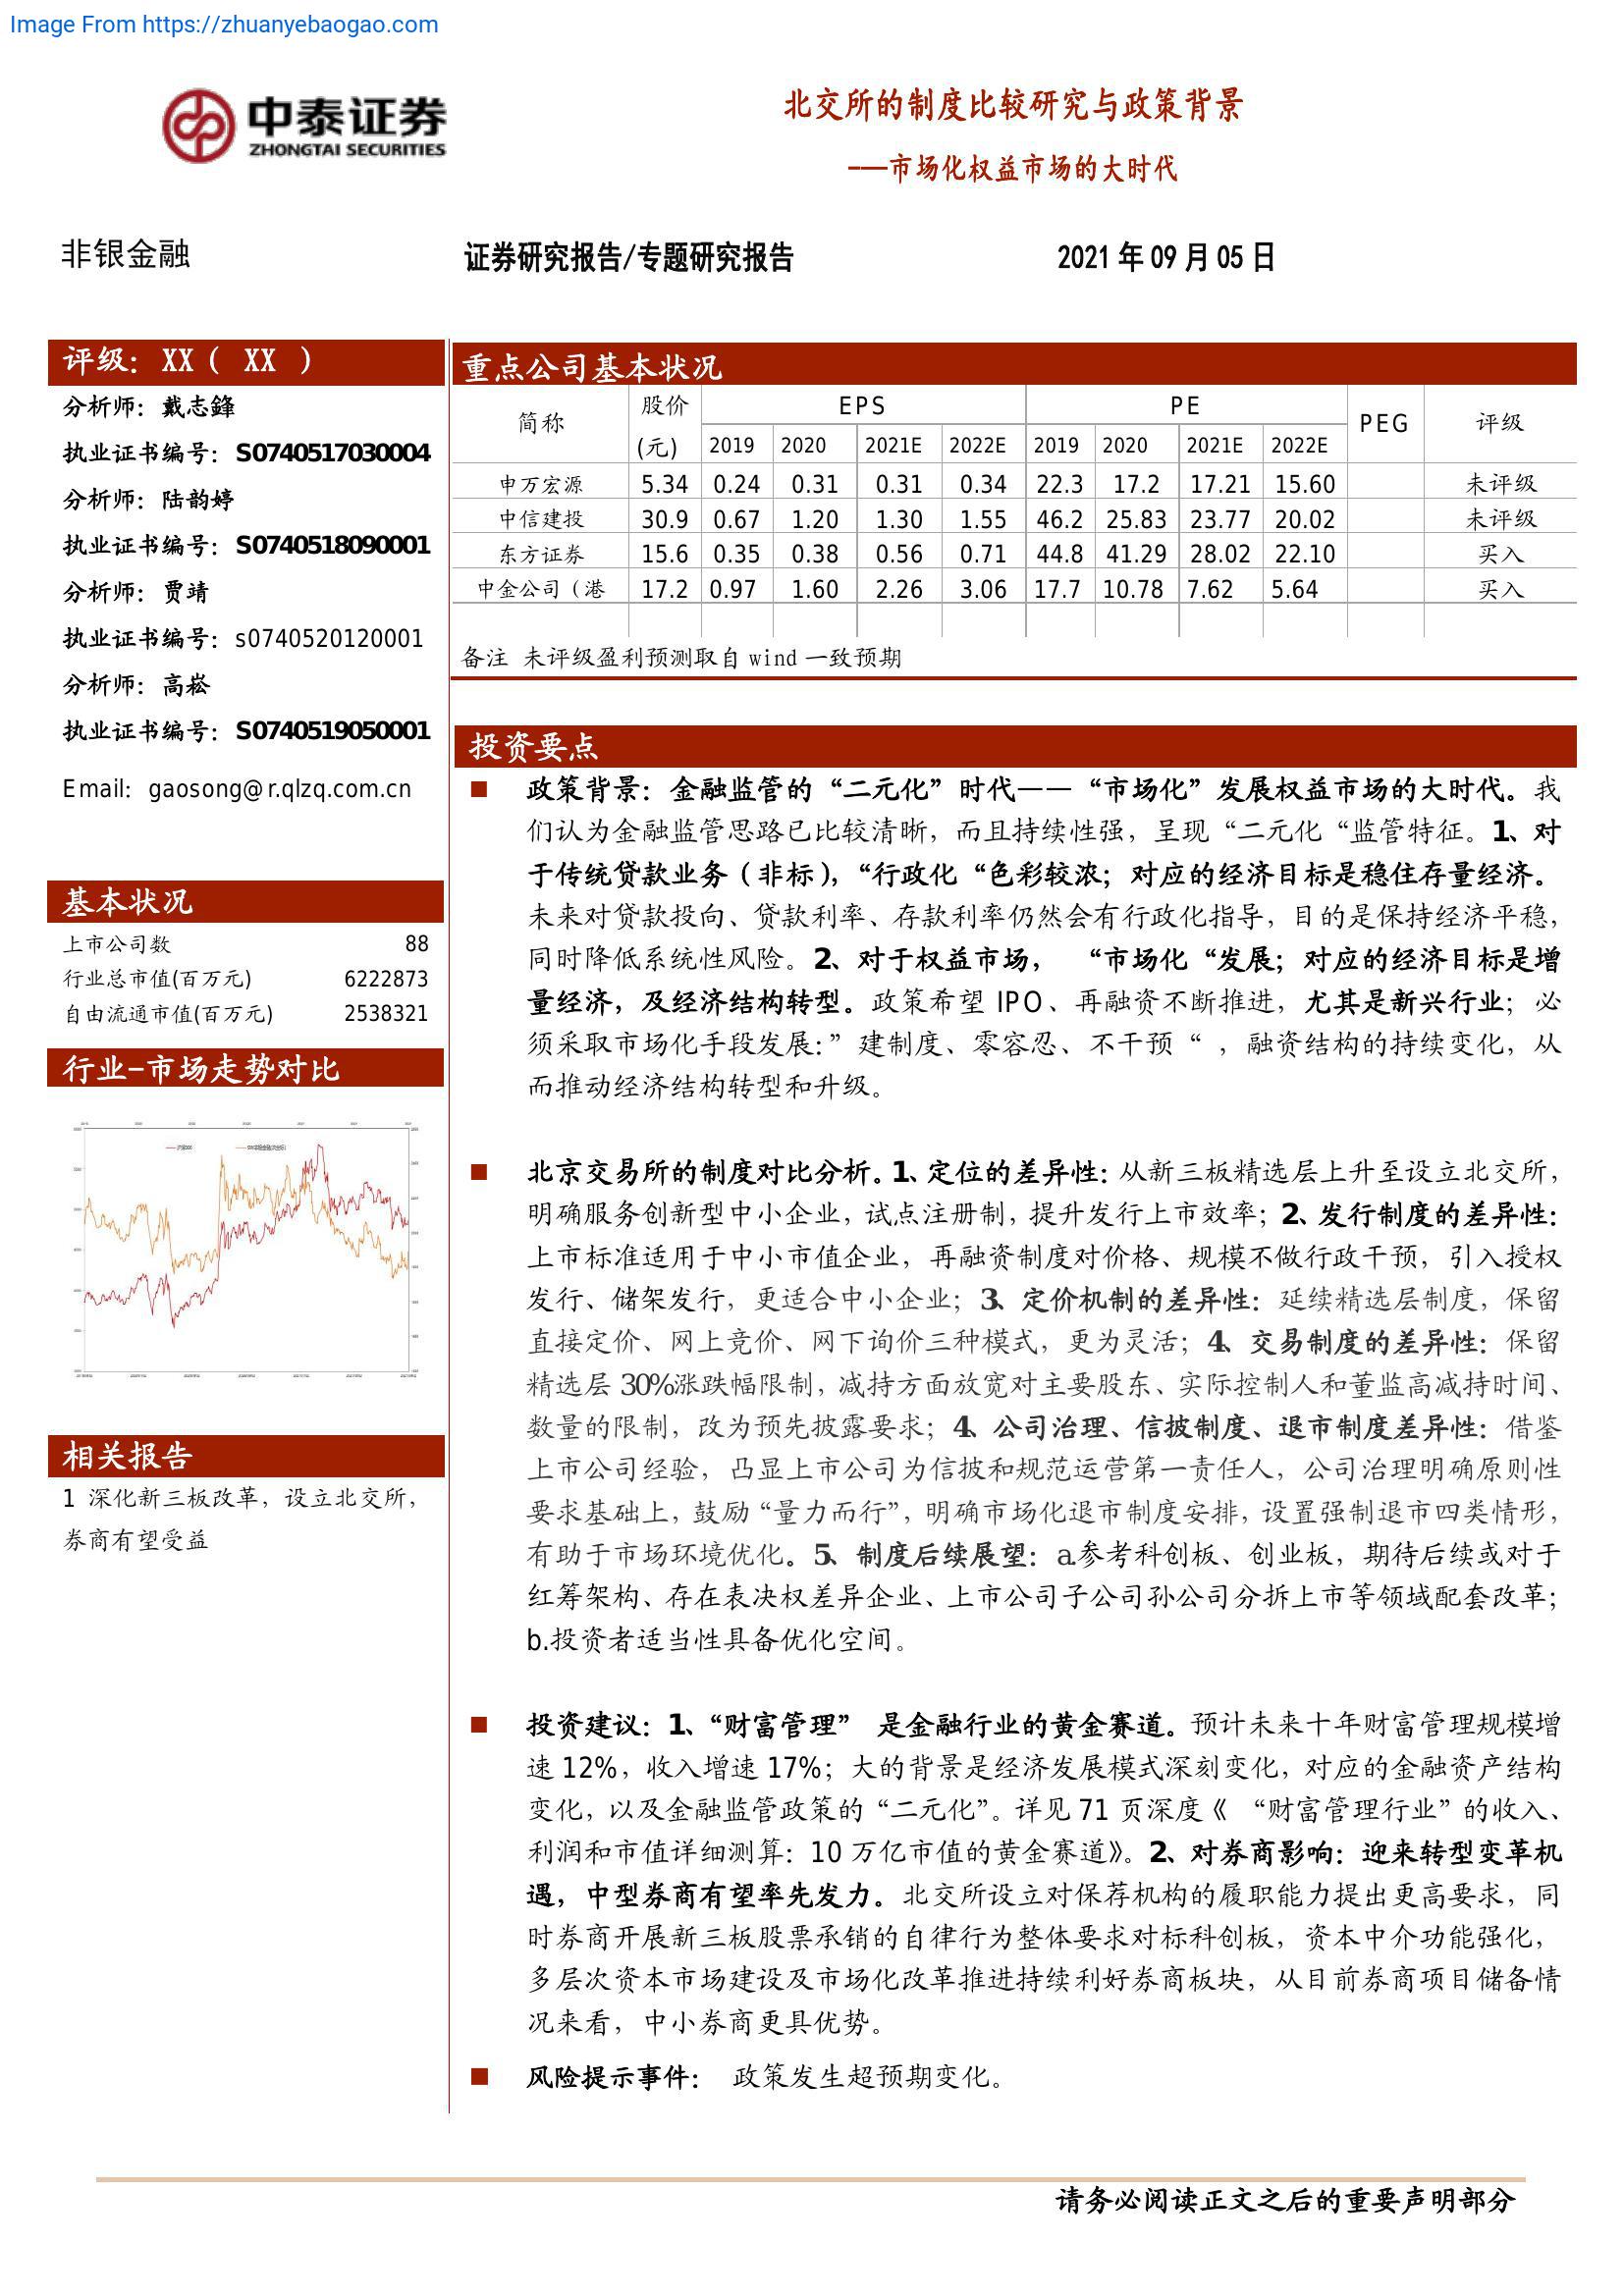 Image From https://zhuanyebaogao.com
中泰证券
ZHONGTAI SECURITIES
北交所的制度比较研究与政策背景
——市场化权益市场的大时代
非银金融
证券研究报告/专题研究报告
2021 年 09 月 05 日
评级：XX（ XX ）
分析师：戴志鋒
执业证书编号：S0740517030004
分析师：陆韵婷
执业证书编号：S0740518090001
分析师：贾靖
执业证书编号：s0740520120001
分析师：高崧
执业证书编号：S0740519050001
Email：gaosong@r.qlzq.com.cn
基本状况
上市公司数 88
行业总市值(百万元) 6222873
自由流通市值(百万元) 2538321
行业-市场走势对比
相关报告
1 深化新三板改革，设立北交所，
券商有望受益
重点公司基本状况
简称 股价 (元) EPS PE PEG 评级
2019 2020 2021E 2022E 2019 2020 2021E 2022E
申万宏源 5.34 0.24 0.31 0.31 0.34 22.3 17.2 17.21 15.60 未评级
中信建投 30.9 0.67 1.20 1.30 1.55 46.2 25.83 23.77 20.02 未评级
东方证券 15.6 0.35 0.38 0.56 0.71 44.8 41.29 28.02 22.10 买入
中金公司（港 17.2 0.97 1.60 2.26 3.06 17.7 10.78 7.62 5.64 买入
备注 未评级盈利预测取自 wind 一致预期
投资要点
■ 政策背景：金融监管的“二元化”时代——“市场化”发展权益市场的大时代。我
们认为金融监管思路已比较清晰，而且持续性强，呈现“二元化“监管特征。1、对
于传统贷款业务（非标），“行政化“色彩较浓；对应的经济目标是稳住存量经济。
未来对贷款投向、贷款利率、存款利率仍然会有行政化指导，目的是保持经济平稳，
同时降低系统性风险。2、对于权益市场， “市场化“发展；对应的经济目标是增
量经济，及经济结构转型。政策希望 IPO、再融资不断推进，尤其是新兴行业；必
须采取市场化手段发展：”建制度、零容忍、不干预“ ，融资结构的持续变化，从
而推动经济结构转型和升级。
■ 北京交易所的制度对比分析。1、定位的差异性：从新三板精选层上升至设立北交所，
明确服务创新型中小企业，试点注册制，提升发行上市效率；2、发行制度的差异性：
上市标准适用于中小市值企业，再融资制度对价格、规模不做行政干预，引入授权
发行、储架发行，更适合中小企业；3、定价机制的差异性：延续精选层制度，保留
直接定价、网上竞价、网下询价三种模式，更为灵活；4、交易制度的差异性：保留
精选层 30%涨跌幅限制，减持方面放宽对主要股东、实际控制人和董监高减持时间、
数量的限制，改为预先披露要求；4、公司治理、信披制度、退市制度差异性：借鉴
上市公司经验，凸显上市公司为信披和规范运营第一责任人，公司治理明确原则性
要求基础上，鼓励“量力而行”，明确市场化退市制度安排，设置强制退市四类情形，
有助于市场环境优化。5、制度后续展望：a.参考科创板、创业板，期待后续或对于
红筹架构、存在表决权差异企业、上市公司子公司孙公司分拆上市等领域配套改革；
b.投资者适当性具备优化空间。
■ 投资建议：1、“财富管理” 是金融行业的黄金赛道。预计未来十年财富管理规模增
速 12%，收入增速 17%；大的背景是经济发展模式深刻变化，对应的金融资产结构
变化，以及金融监管政策的“二元化”。详见 71 页深度《 “财富管理行业”的收入、
利润和市值详细测算：10 万亿市值的黄金赛道》。2、对券商影响：迎来转型变革机
遇，中型券商有望率先发力。北交所设立对保荐机构的履职能力提出更高要求，同
时券商开展新三板股票承销的自律行为整体要求对标科创板，资本中介功能强化，
多层次资本市场建设及市场化改革推进持续利好券商板块，从目前券商项目储备情
况来看，中小券商更具优势。
■ 风险提示事件： 政策发生超预期变化。
请务必阅读正文之后的重要声明部分